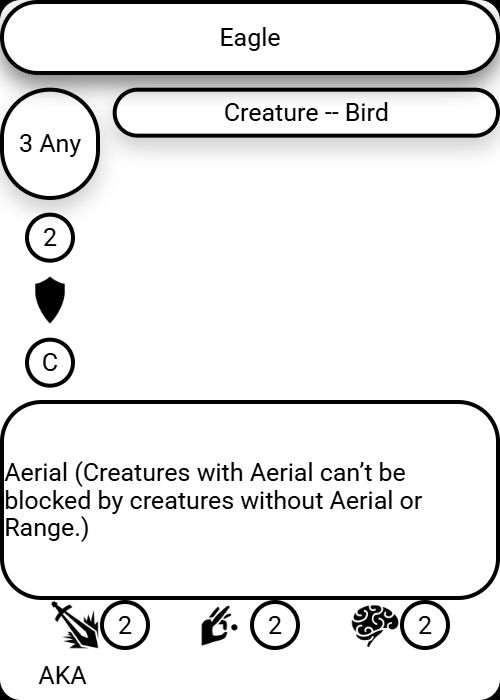 Eagle
Creature -- Bird
3 Any
2
C
Aerial (Creatures with Aerial can’t be
blocked by creatures without Aerial or
Range.)
2 2 2
AKA